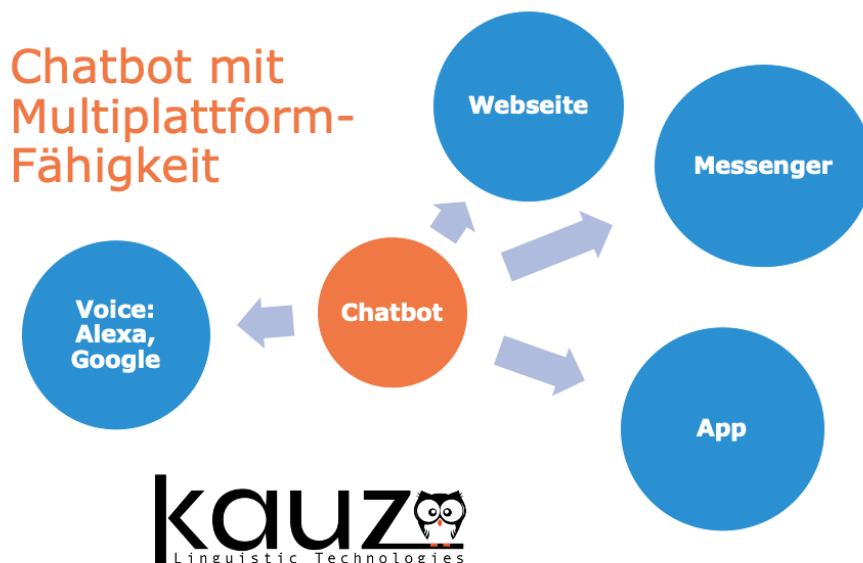 Chatbot mit
Multiplattform-
Fähigkeit
Webseite
Messenger
Voice:
Alexa,
Google
Chatbot
App
kauz
Linguistic Technologies